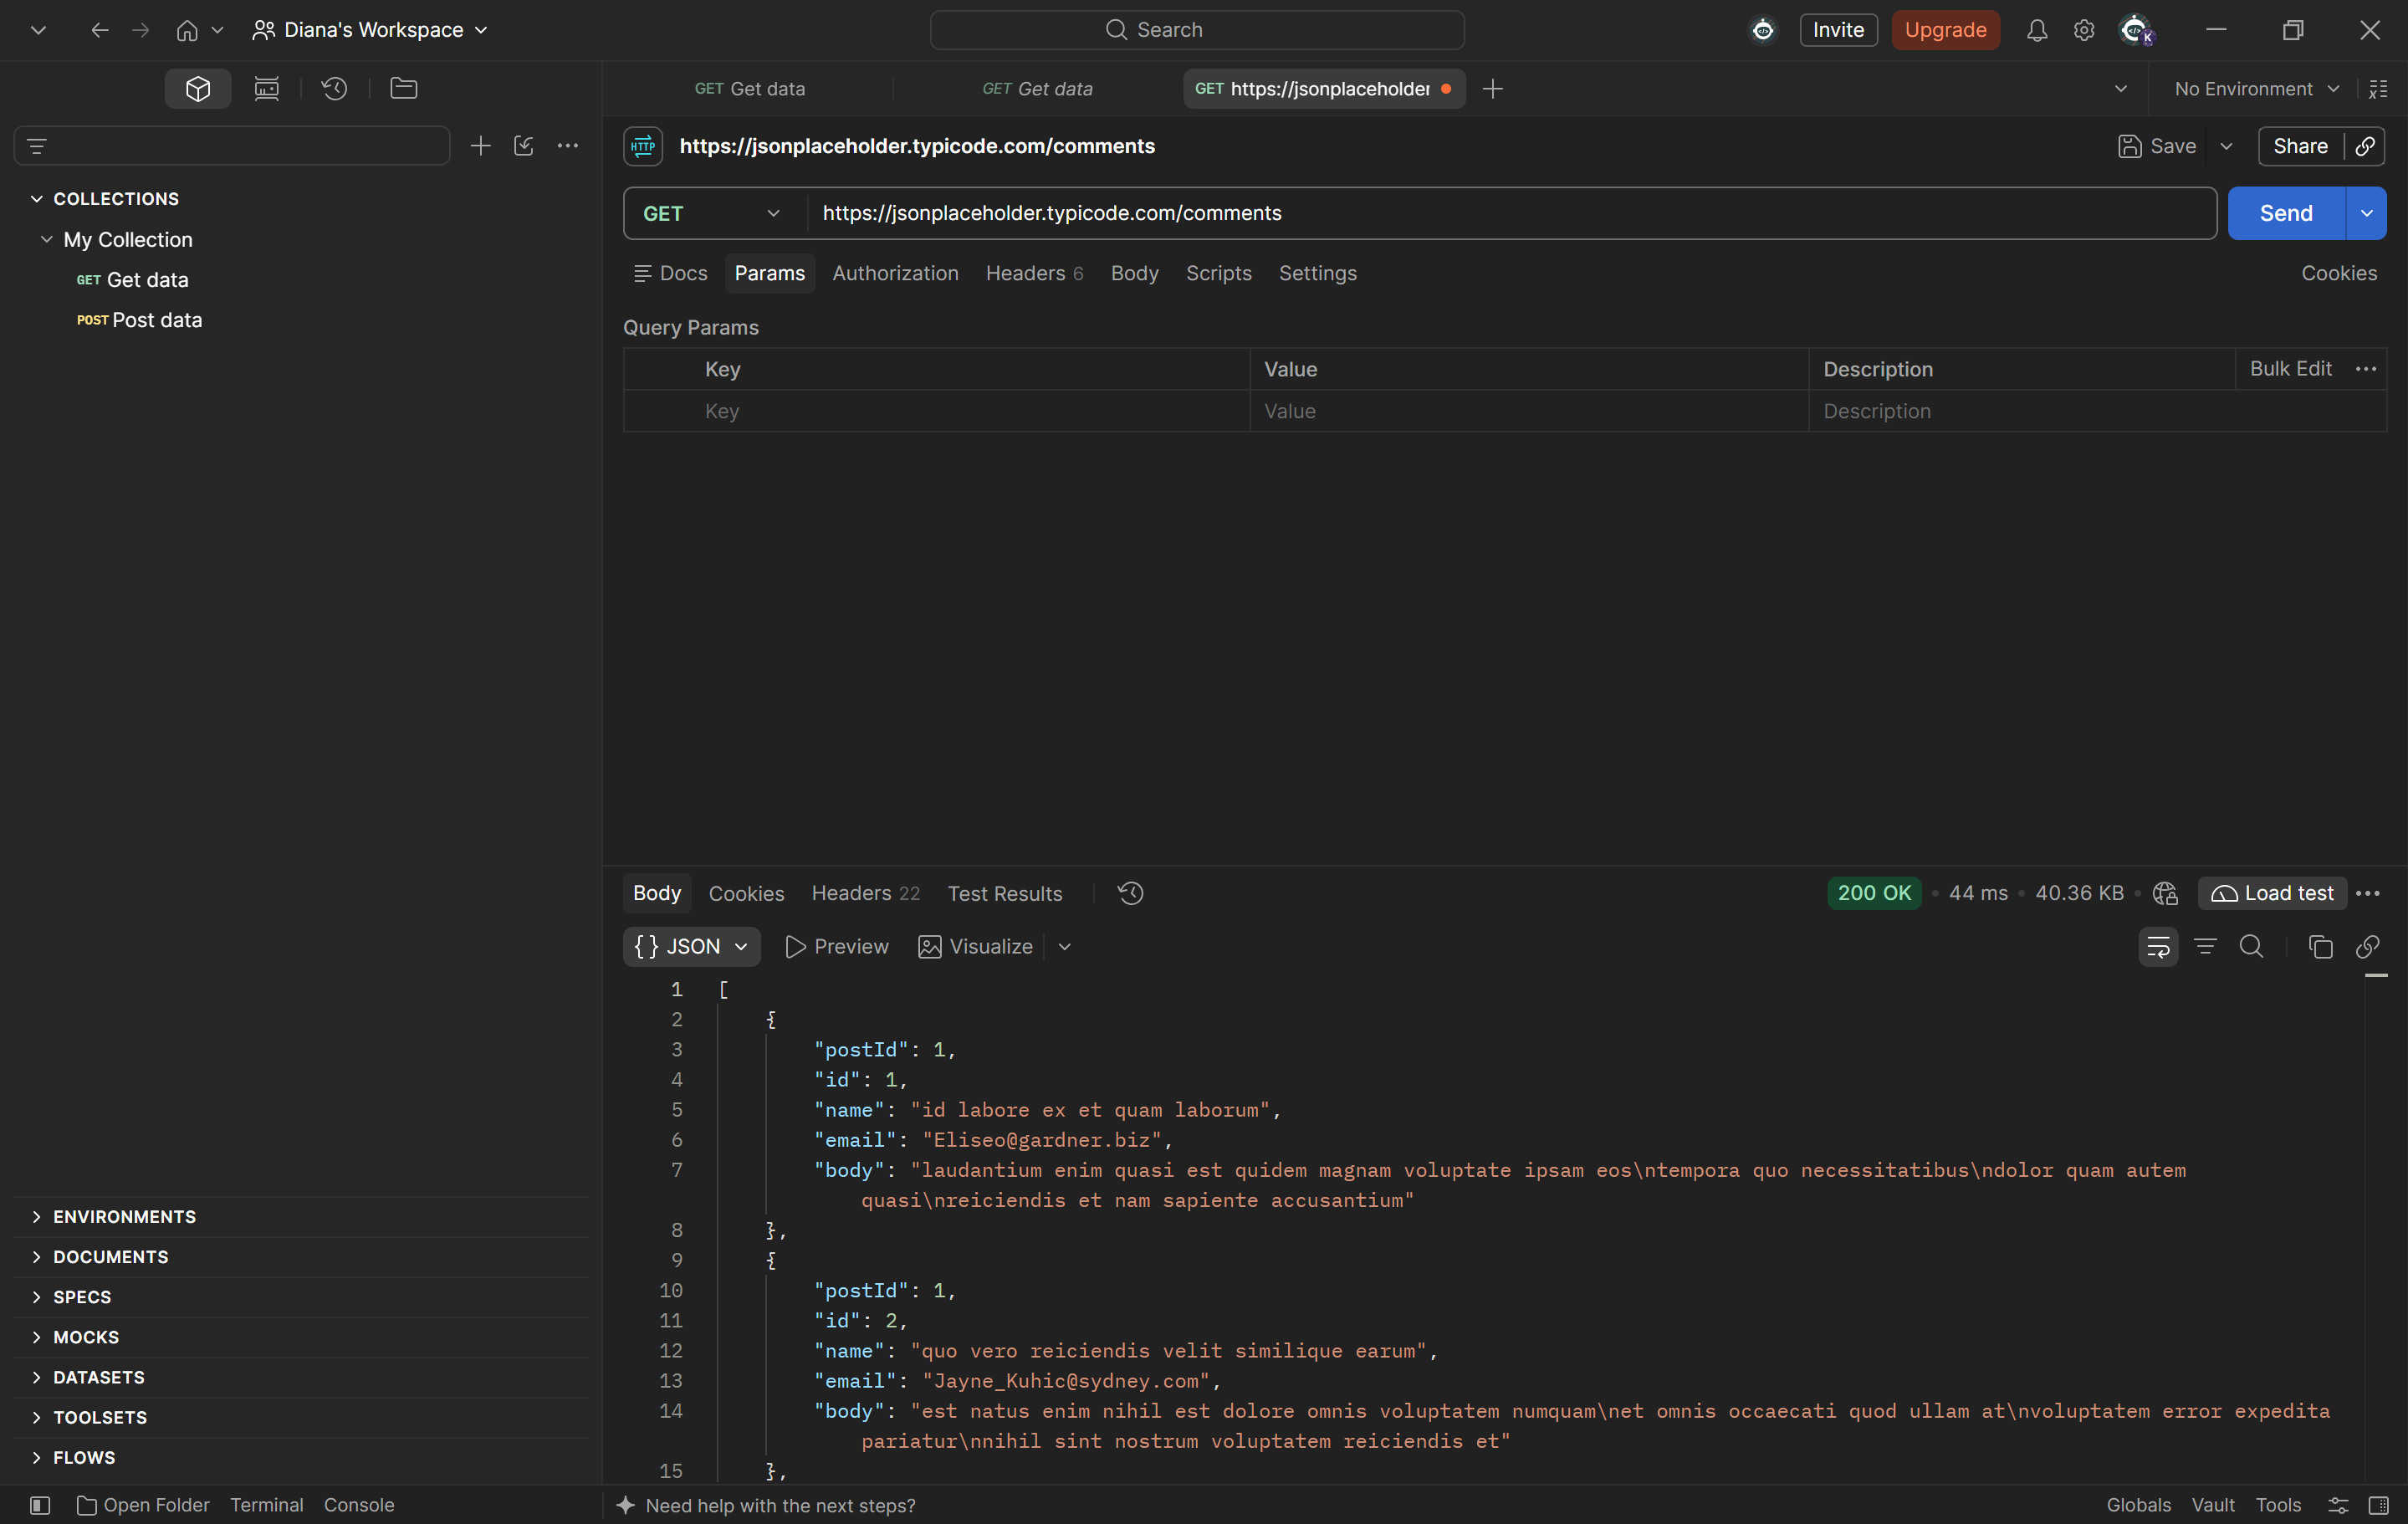 Diana's Workspace
Search
Invite
Upgrade
K
GET Get data
GET Get data
GET https://jsonplaceholder
No Environment
HTTP
https://jsonplaceholder.typicode.com/comments
Save
Share
COLLECTIONS
My Collection
GET Get data
POST Post data
GET
https://jsonplaceholder.typicode.com/comments
Send
Docs
Params
Authorization
Headers 6
Body
Scripts
Settings
Cookies
Query Params
Key
Value
Description
Bulk Edit
Key
Value
Description
Body
Cookies
Headers 22
Test Results
200 OK
44 ms
40.36 KB
Load test
{ } JSON
Preview
Visualize
1 [
2 {
3 "postId": 1,
4 "id": 1,
5 "name": "id labore ex et quam laborum",
6 "email": "Eliseo@gardner.biz",
7 "body": "laudantium enim quasi est quidem magnam voluptate ipsam eos\ntempora quo necessitatibus\ndolor quam autem
quasi\nreiciendis et nam sapiente accusantium"
8 },
9 {
10 "postId": 1,
11 "id": 2,
12 "name": "quo vero reiciendis velit similique earum",
13 "email": "Jayne_Kuhic@sydney.com",
14 "body": "est natus enim nihil est dolore omnis voluptatem numquam\net omnis occaecati quod ullam at\nvoluptatem error expedita
pariatur\nnihil sint nostrum voluptatem reiciendis et"
15 },
ENVIRONMENTS
DOCUMENTS
SPECS
MOCKS
DATASETS
TOOLSETS
FLOWS
Open Folder
Terminal
Console
Need help with the next steps?
Globals
Vault
Tools